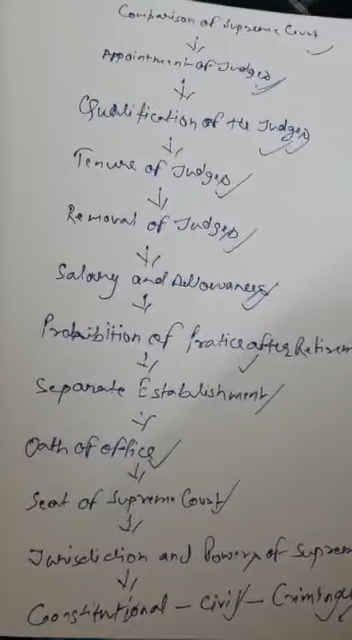 Comparison of Supreme Court
Appointment of Judges
Qualification of the Judges
Tenure of Judges
Removal of Judges
Salary and Allowances
Prohibition of Pratice after Retirem
Separate Establishment
Oath of office
Seat of Supreme Court
Jurisdiction and Powers of Suprem
Constitutional - Civil - Criminal